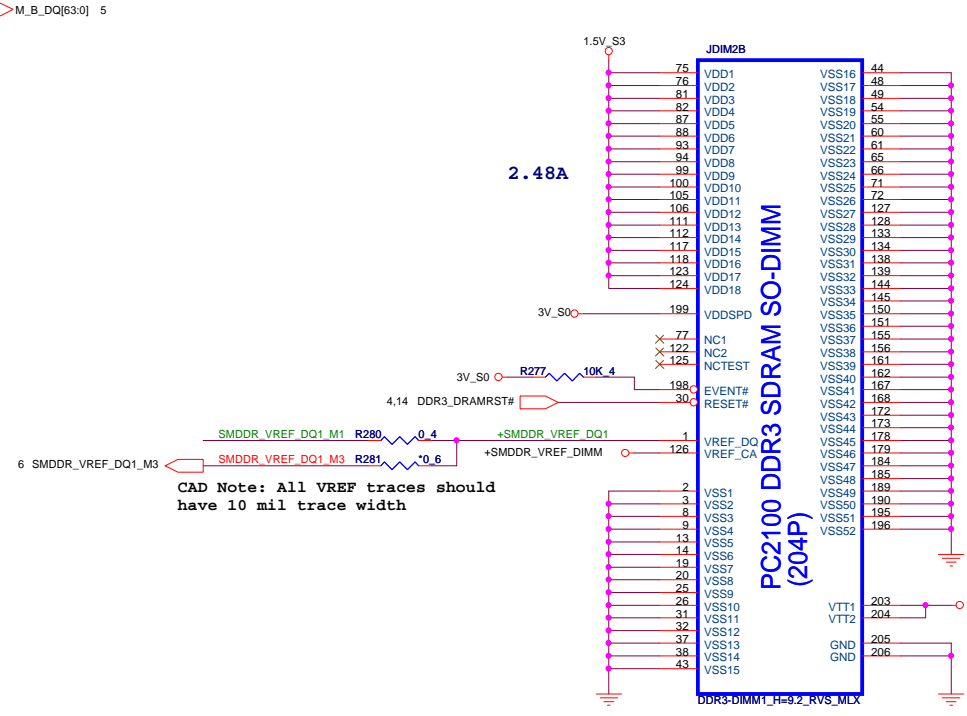 M_B_DQ[63:0] 5
1.5V_S3
JDIM2B
75 VDD1 VSS16 44
76 VDD2 VSS17 48
81 VDD3 VSS18 49
82 VDD4 VSS19 54
87 VDD5 VSS20 55
88 VDD6 VSS21 60
93 VDD7 VSS22 61
94 VDD8 VSS23 65
99 VDD9 VSS24 66
100 VDD10 VSS25 71
105 VDD11 VSS26 72
106 VDD12 VSS27 127
111 VDD13 VSS28 128
112 VDD14 VSS29 133
117 VDD15 VSS30 134
118 VDD16 VSS31 138
123 VDD17 VSS32 139
124 VDD18 VSS33 144
VSS34 145
2.48A
3V_S0 199 VDDSPD VSS35 150
VSS36 151
77 NC1 VSS37 155
122 NC2 VSS38 156
125 NCTEST VSS39 161
VSS40 162
3V_S0 R277 10K_4 198 EVENT# VSS41 167
4,14 DDR3_DRAMRST# 30 RESET# VSS42 168
VSS43 172
VSS44 173
SMDDR_VREF_DQ1_M1 R280 0_4 +SMDDR_VREF_DQ1 1 VREF_DQ VSS45 178
+SMDDR_VREF_DIMM 126 VREF_CA VSS46 179
6 SMDDR_VREF_DQ1_M3 SMDDR_VREF_DQ1_M3 R281 *0_6 VSS47 184
VSS48 185
CAD Note: All VREF traces should
have 10 mil trace width
2 VSS1 VSS49 189
3 VSS2 VSS50 190
8 VSS3 VSS51 195
9 VSS4 VSS52 196
13 VSS5
14 VSS6
19 VSS7
20 VSS8
25 VSS9
26 VSS10 VTT1 203
31 VSS11 VTT2 204
32 VSS12
37 VSS13 GND 205
38 VSS14 GND 206
43 VSS15
PC2100 DDR3 SDRAM SO-DIMM
(204P)
DDR3-DIMM1_H=9.2_RVS_MLX